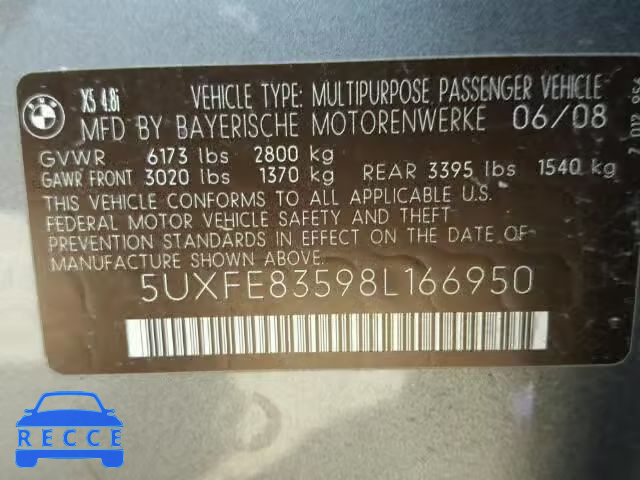 BMW
X5 4.8i
VEHICLE TYPE: MULTIPURPOSE PASSENGER VEHICLE
MFD BY BAYERISCHE MOTORENWERKE 06/08
GVWR 6173 lbs 2800 kg
GAWR FRONT 3020 lbs 1370 kg REAR 3395 lbs 1540 kg
THIS VEHICLE CONFORMS TO ALL APPLICABLE U.S.
FEDERAL MOTOR VEHICLE SAFETY AND THEFT
PREVENTION STANDARDS IN EFFECT ON THE DATE OF
MANUFACTURE SHOWN ABOVE.
5UXFE83598L166950
RECCE